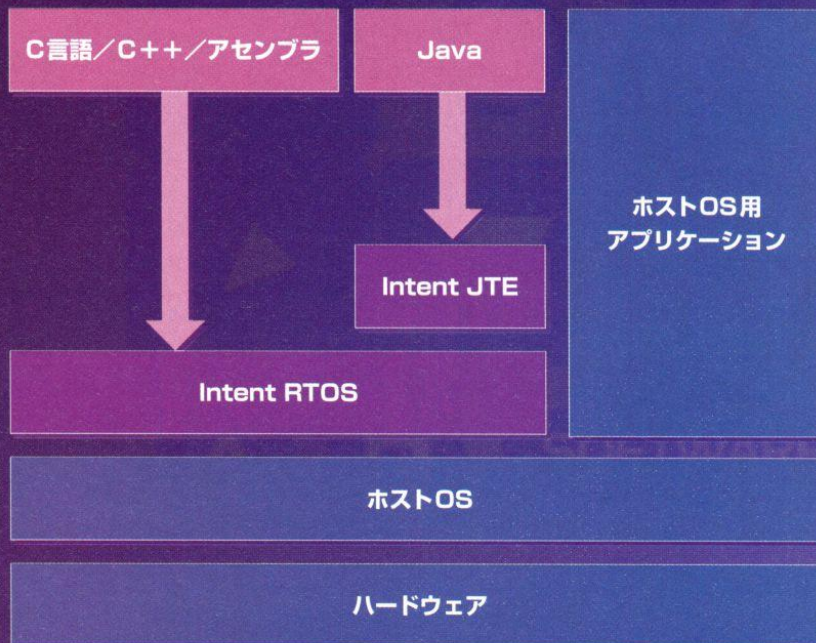 C言語／C++／アセンブラ
Java
ホストOS用
アプリケーション
Intent JTE
Intent RTOS
ホストOS
ハードウェア